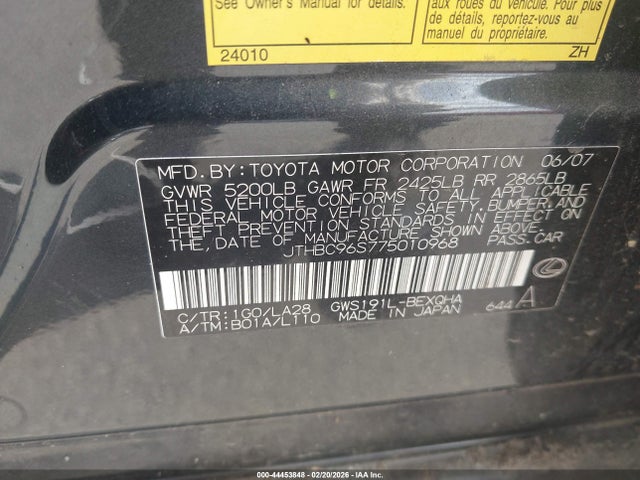 See Owner's Manual for details.
aux roues du véhicule. Pour plus
de détails, reportez-vous au
manuel du propriétaire.
24010
ZH
MFD. BY: TOYOTA MOTOR CORPORATION 06/07
GVWR 5200LB GAWR FR 2425LB RR 2865LB
THIS VEHICLE CONFORMS TO ALL APPLICABLE
FEDERAL MOTOR VEHICLE SAFETY, BUMPER, AND
THEFT PREVENTION STANDARDS IN EFFECT ON
THE DATE OF MANUFACTURE SHOWN ABOVE.
JTHBC96S775010968 PASS. CAR
C/TR: 1G0/LA28 GWS191L-BEXQHA
A/TM: B01A/L110 MADE IN JAPAN 644 A
000-44453848 - 02/20/2026 - IAA Inc. Copyright